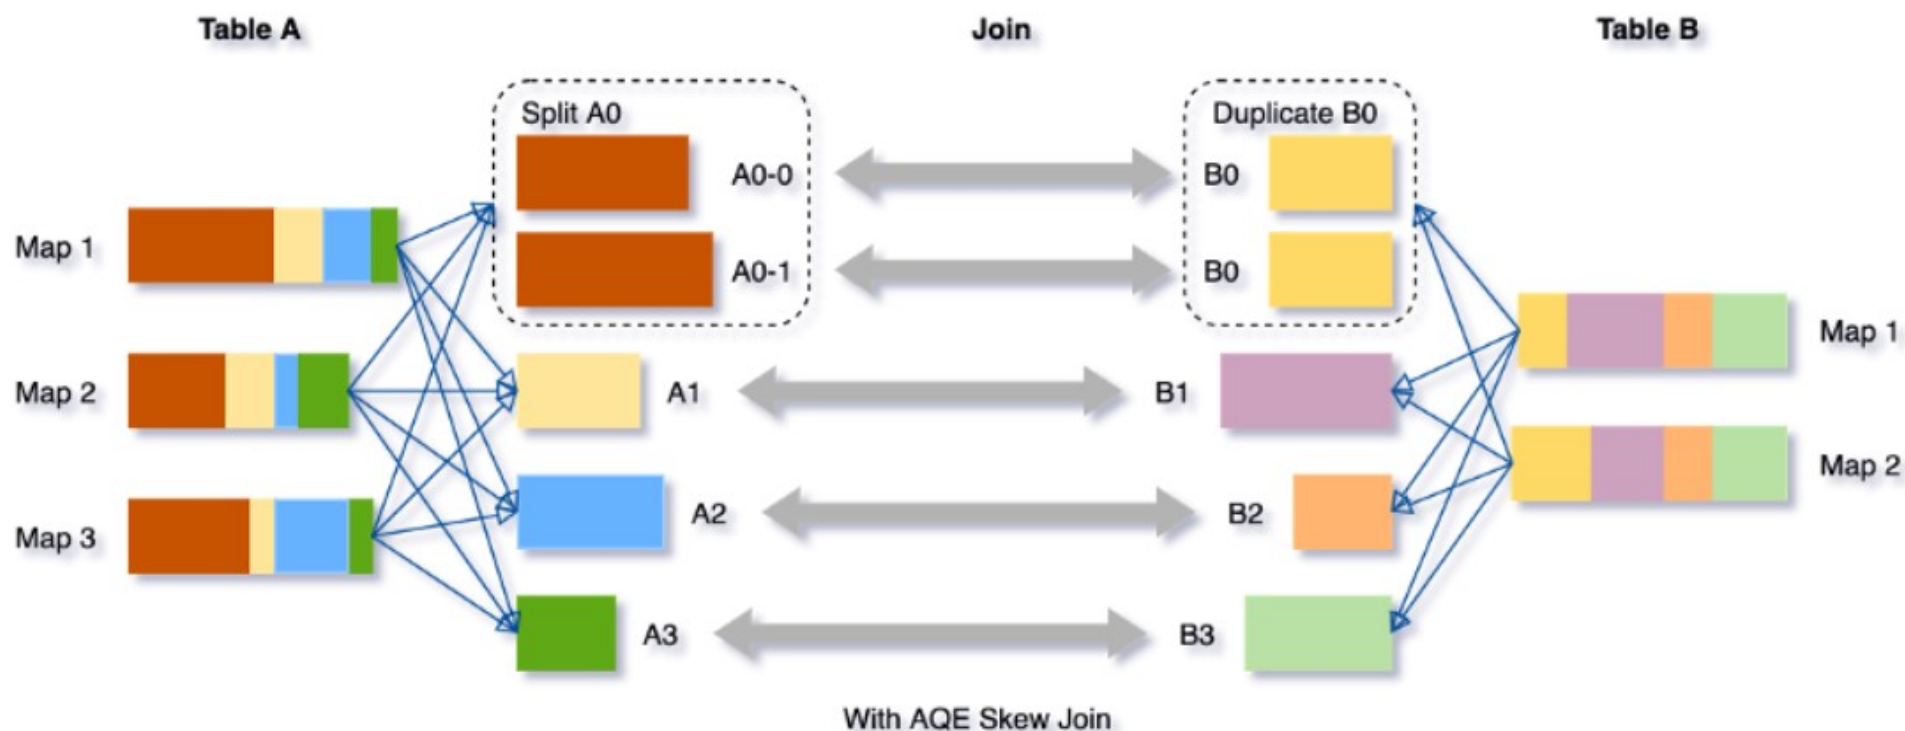 Table A
Join
Table B
Split A0
Duplicate B0
A0-0
B0
Map 1
A0-1
B0
Map 1
Map 2
A1
B1
Map 2
Map 3
A2
B2
A3
B3
With AQE Skew Join